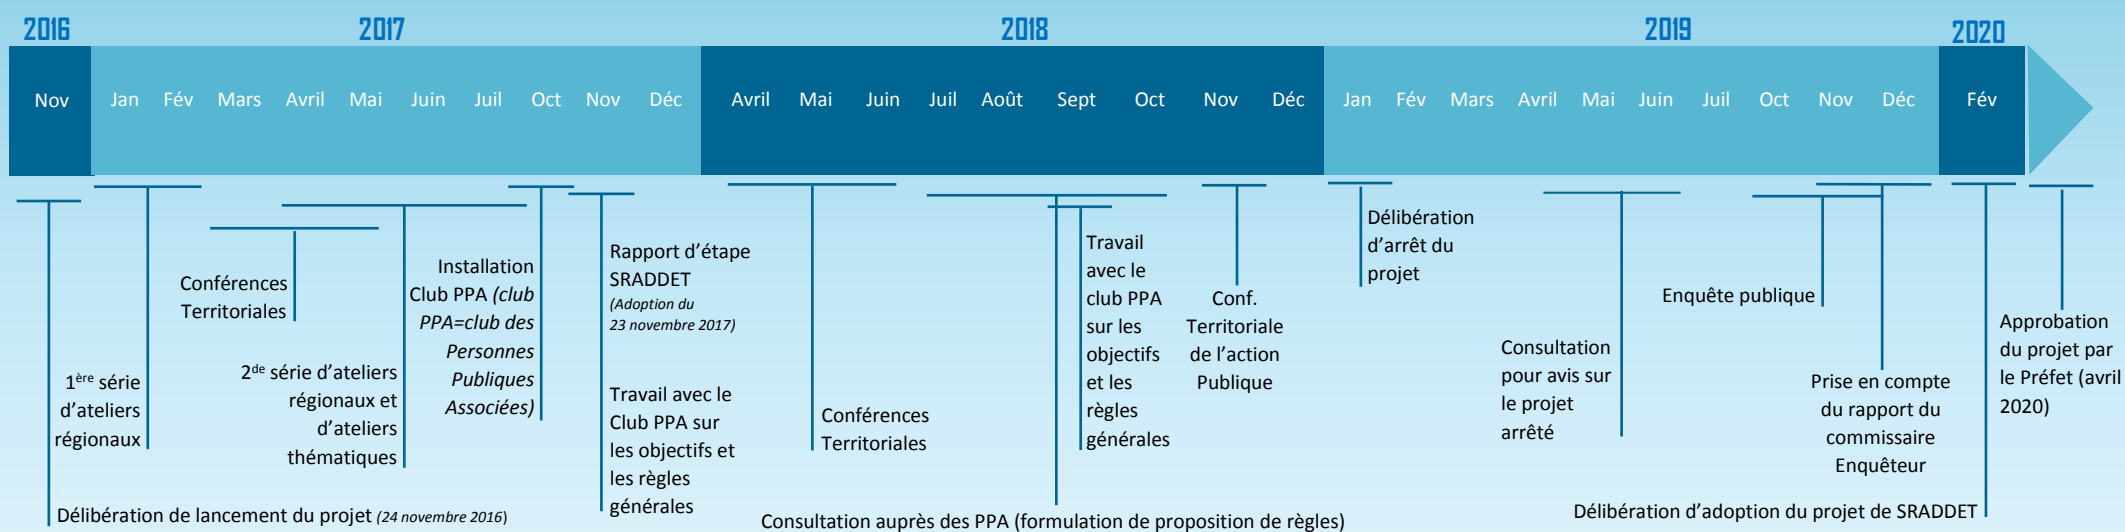 2016
2017
2018
2019
2020
Nov
Jan Fév Mars Avril Mai Juin Juil Oct Nov Déc
Avril Mai Juin Juil Août Sept Oct Nov Déc
Jan Fév Mars Avril Mai Juin Juil Oct Nov Déc
Fév
Délibération de lancement du projet (24 novembre 2016)
1ère série
d’ateliers
régionaux
Conférences
Territoriales
2de série d’ateliers
régionaux et
d’ateliers
thématiques
Installation
Club PPA (club
PPA=club des
Personnes
Publiques
Associées)
Rapport d’étape
SRADDET
(Adoption du
23 novembre 2017)
Travail avec le
Club PPA sur
les objectifs et
les règles
générales
Conférences
Territoriales
Consultation auprès des PPA (formulation de proposition de règles)
Travail
avec le
club PPA
sur les
objectifs
et les
règles
générales
Conf.
Territoriale
de l’action
Publique
Délibération
d’arrêt du
projet
Consultation
pour avis sur
le projet
arrêté
Enquête publique
Prise en compte
du rapport du
commissaire
Enquêteur
Délibération d’adoption du projet de SRADDET
Approbation
du projet par
le Préfet (avril
2020)